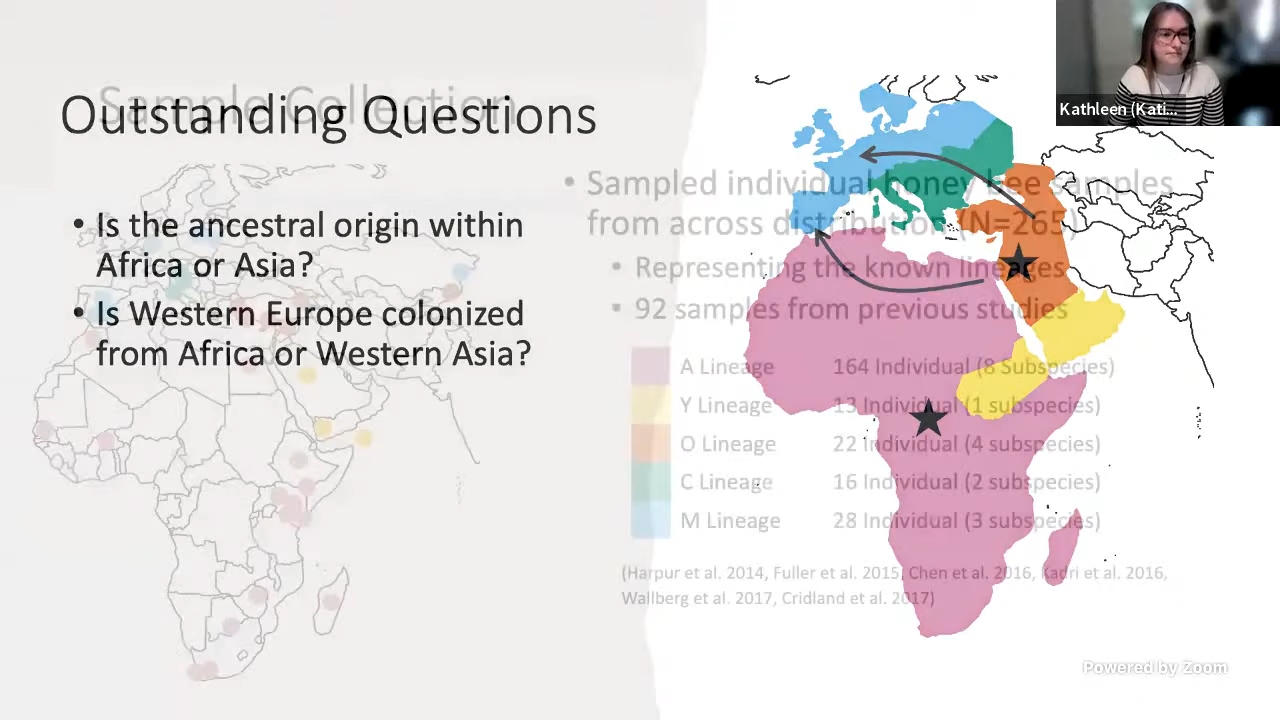 Sample Collection
Outstanding Questions
• Is the ancestral origin within
Africa or Asia?
• Is Western Europe colonized
from Africa or Western Asia?
• Sampled individual honey bee samples
from across distribution (N=265)
• Representing the known lineages
• 92 samples from previous studies
A Lineage 164 Individual (8 Subspecies)
Y Lineage 13 Individual (1 subspecies)
O Lineage 22 Individual (4 subspecies)
C Lineage 16 Individual (2 subspecies)
M Lineage 28 Individual (3 subspecies)
(Harpur et al. 2014, Fuller et al. 2015, Chen et al. 2016, Kadri et al. 2016,
Wallberg et al. 2017, Cridland et al. 2017)
Kathleen (Kati...
Powered by Zoom